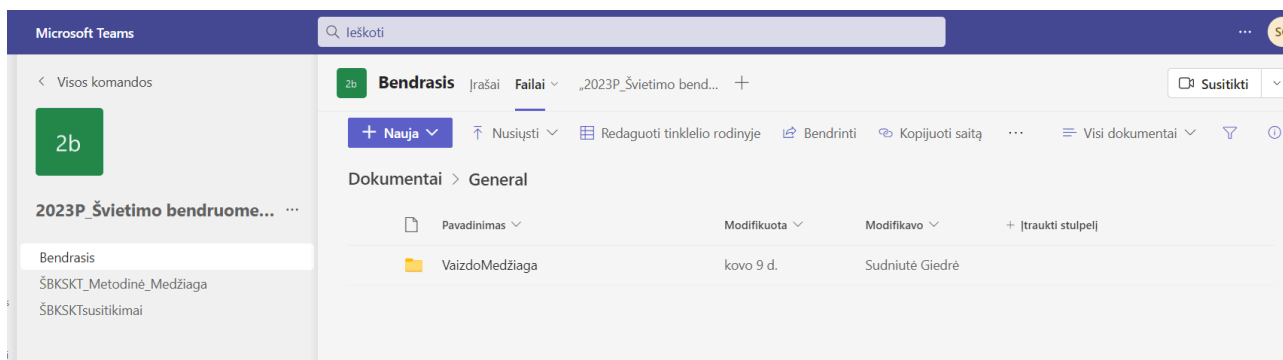 Microsoft Teams
Ieškoti
Visos komandos
2b
2023P_Švietimo bendruome... ...
Bendrasis
ŠBKSKT_Metodinė_Medžiaga
ŠBKSKTsusitikimai
2b Bendrasis Įrašai Failai „2023P_Švietimo bend... Susitikti
+ Nauja Nusiųsti Redaguoti tinklelio rodinyje Bendrinti Kopijuoti saitą ... Visi dokumentai
Dokumentai > General
Pavadinimas Modifikuota Modifikavo + Įtraukti stulpelį
VaizdoMedžiaga kovo 9 d. Sudniutė Giedrė